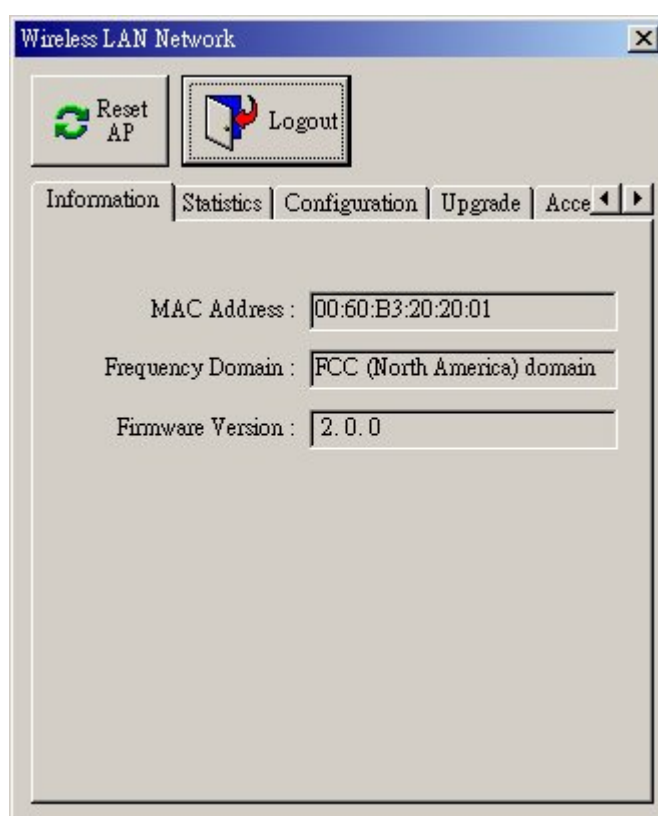 Wireless LAN Network
Reset
AP
Logout
Information Statistics Configuration Upgrade Acce
MAC Address : 00:60:B3:20:20:01
Frequency Domain : FCC (North America) domain
Firmware Version : 2.0.0